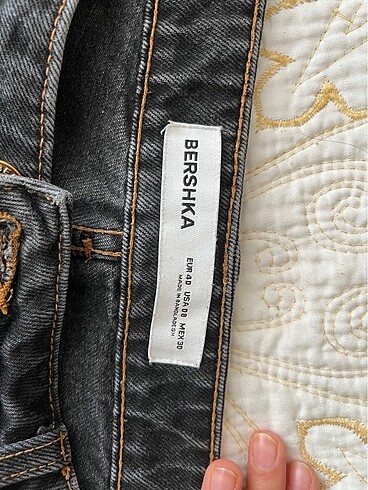 BERSHKA
EUR 40 USA 08 MEX 30
MADE IN BANGLADESH